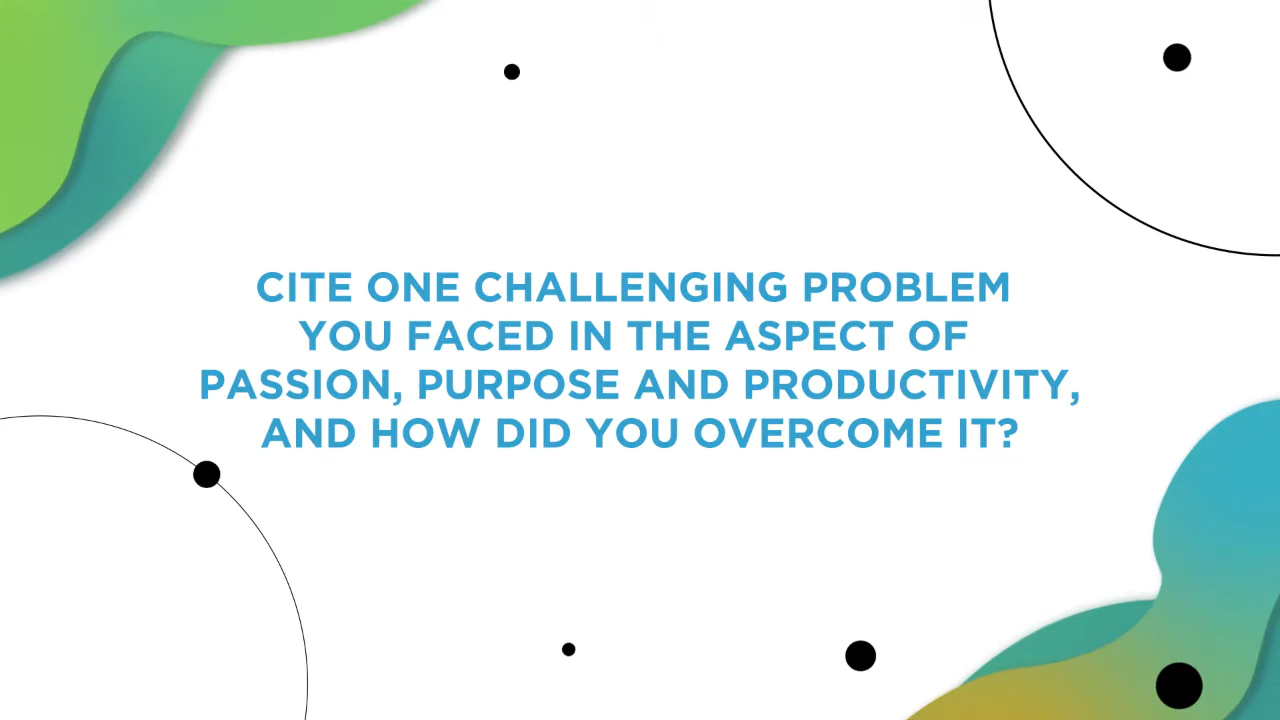 CITE ONE CHALLENGING PROBLEM
YOU FACED IN THE ASPECT OF
PASSION, PURPOSE AND PRODUCTIVITY,
AND HOW DID YOU OVERCOME IT?